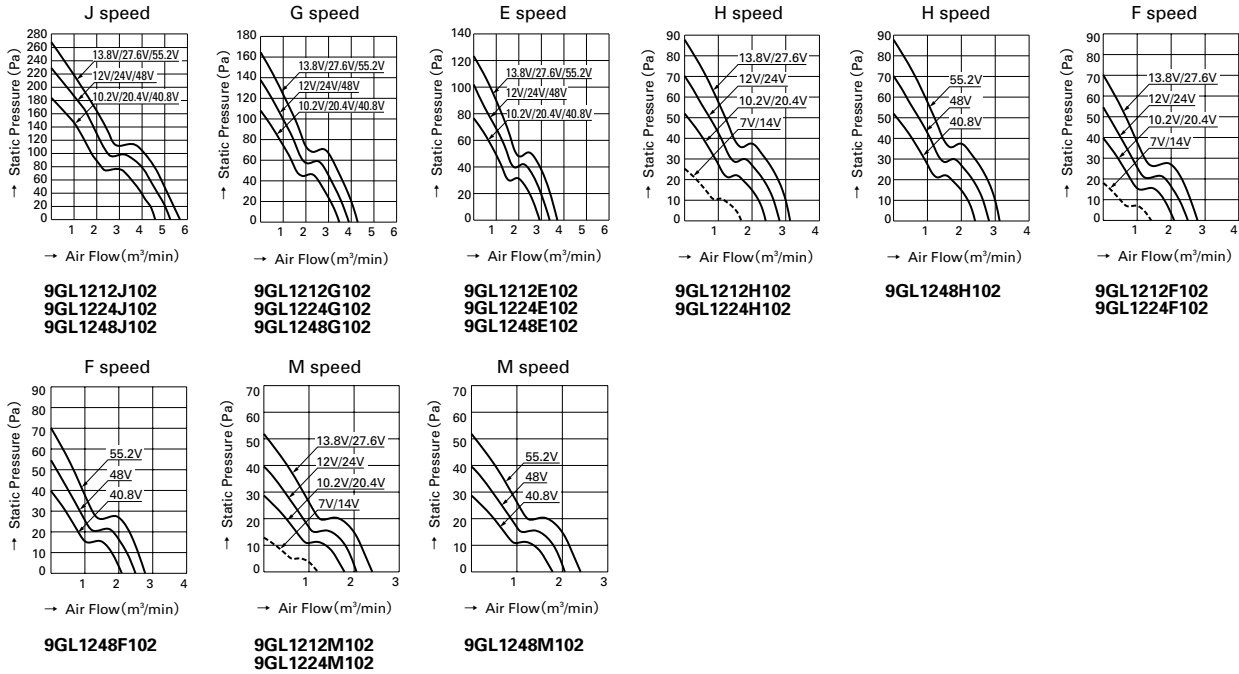 J speed
280
260
240
220
200
180
160
140
120
100
80
60
40
20
0
→ Static Pressure (Pa)
13.8V/27.6V/55.2V
12V/24V/48V
10.2V/20.4V/40.8V
1 2 3 4 5 6
→ Air Flow(m³/min)
9GL1212J102
9GL1224J102
9GL1248J102
G speed
180
160
140
120
100
80
60
40
20
0
→ Static Pressure (Pa)
13.8V/27.6V/55.2V
12V/24V/48V
10.2V/20.4V/40.8V
1 2 3 4 5 6
→ Air Flow(m³/min)
9GL1212G102
9GL1224G102
9GL1248G102
E speed
140
120
100
80
60
40
20
0
→ Static Pressure (Pa)
13.8V/27.6V/55.2V
12V/24V/48V
10.2V/20.4V/40.8V
1 2 3 4 5 6
→ Air Flow(m³/min)
9GL1212E102
9GL1224E102
9GL1248E102
H speed
90
80
70
60
50
40
30
20
10
0
→ Static Pressure (Pa)
13.8V/27.6V
12V/24V
10.2V/20.4V
7V/14V
1 2 3 4
→ Air Flow(m³/min)
9GL1212H102
9GL1224H102
H speed
90
80
70
60
50
40
30
20
10
0
→ Static Pressure (Pa)
55.2V
48V
40.8V
1 2 3 4
→ Air Flow(m³/min)
9GL1248H102
F speed
90
80
70
60
50
40
30
20
10
0
→ Static Pressure (Pa)
13.8V/27.6V
12V/24V
10.2V/20.4V
7V/14V
1 2 3 4
→ Air Flow(m³/min)
9GL1212F102
9GL1224F102
F speed
90
80
70
60
50
40
30
20
10
0
→ Static Pressure (Pa)
55.2V
48V
40.8V
1 2 3 4
→ Air Flow(m³/min)
9GL1248F102
M speed
70
60
50
40
30
20
10
0
→ Static Pressure (Pa)
13.8V/27.6V
12V/24V
10.2V/20.4V
7V/14V
1 2 3
→ Air Flow(m³/min)
9GL1212M102
9GL1224M102
M speed
70
60
50
40
30
20
10
0
→ Static Pressure (Pa)
55.2V
48V
40.8V
1 2 3
→ Air Flow(m³/min)
9GL1248M102